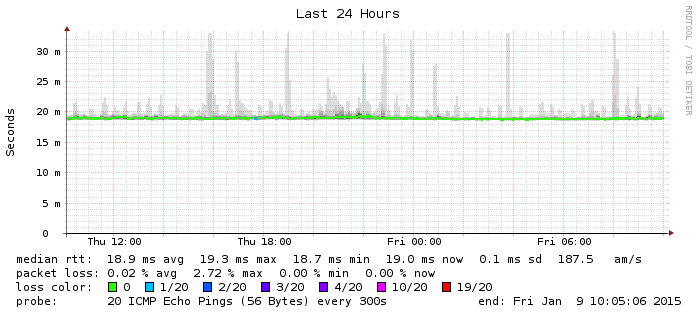 Last 24 Hours
RRDTOOL / TOBI OETIKER
Seconds
30 m
25 m
20 m
15 m
10 m
5 m
0
Thu 12:00 Thu 18:00 Fri 00:00 Fri 06:00
median rtt: 18.9 ms avg 19.3 ms max 18.7 ms min 19.0 ms now 0.1 ms sd 187.5 am/s
packet loss: 0.02 % avg 2.72 % max 0.00 % min 0.00 % now
loss color: 0 1/20 2/20 3/20 4/20 10/20 19/20
probe: 20 ICMP Echo Pings (56 Bytes) every 300s end: Fri Jan 9 10:05:06 2015